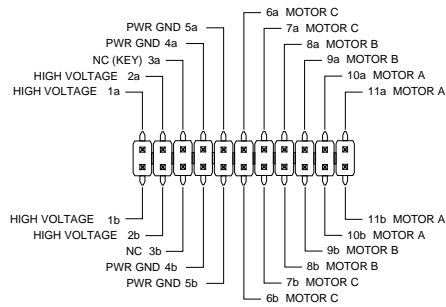 6a MOTOR C
PWR GND 5a 7a MOTOR C
PWR GND 4a 8a MOTOR B
NC (KEY) 3a 9a MOTOR B
HIGH VOLTAGE 2a 10a MOTOR A
HIGH VOLTAGE 1a 11a MOTOR A
HIGH VOLTAGE 1b 11b MOTOR A
HIGH VOLTAGE 2b 10b MOTOR A
NC 3b 9b MOTOR B
PWR GND 4b 8b MOTOR B
PWR GND 5b 7b MOTOR C
6b MOTOR C